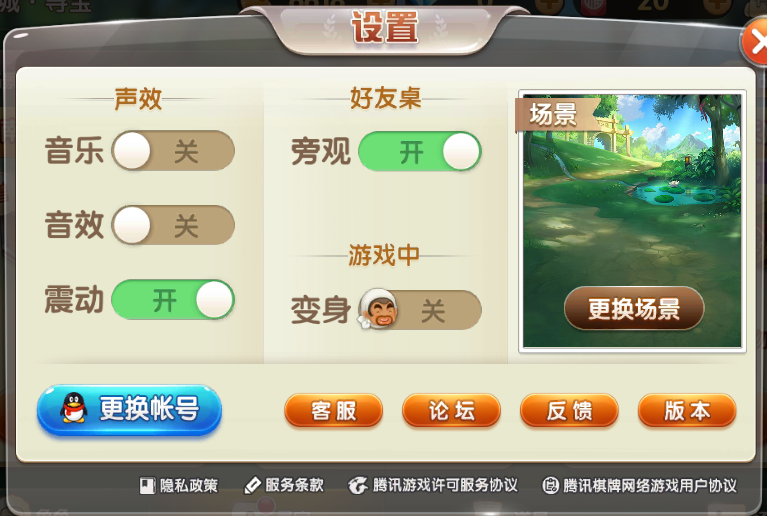 设置
声效
音乐 关
音效 关
震动 开
好友桌
旁观 开
游戏中
变身 关
场景
更换场景
更换帐号
客服
论坛
反馈
版本
隐私政策
服务条款
腾讯游戏许可服务协议
腾讯棋牌网络游戏用户协议